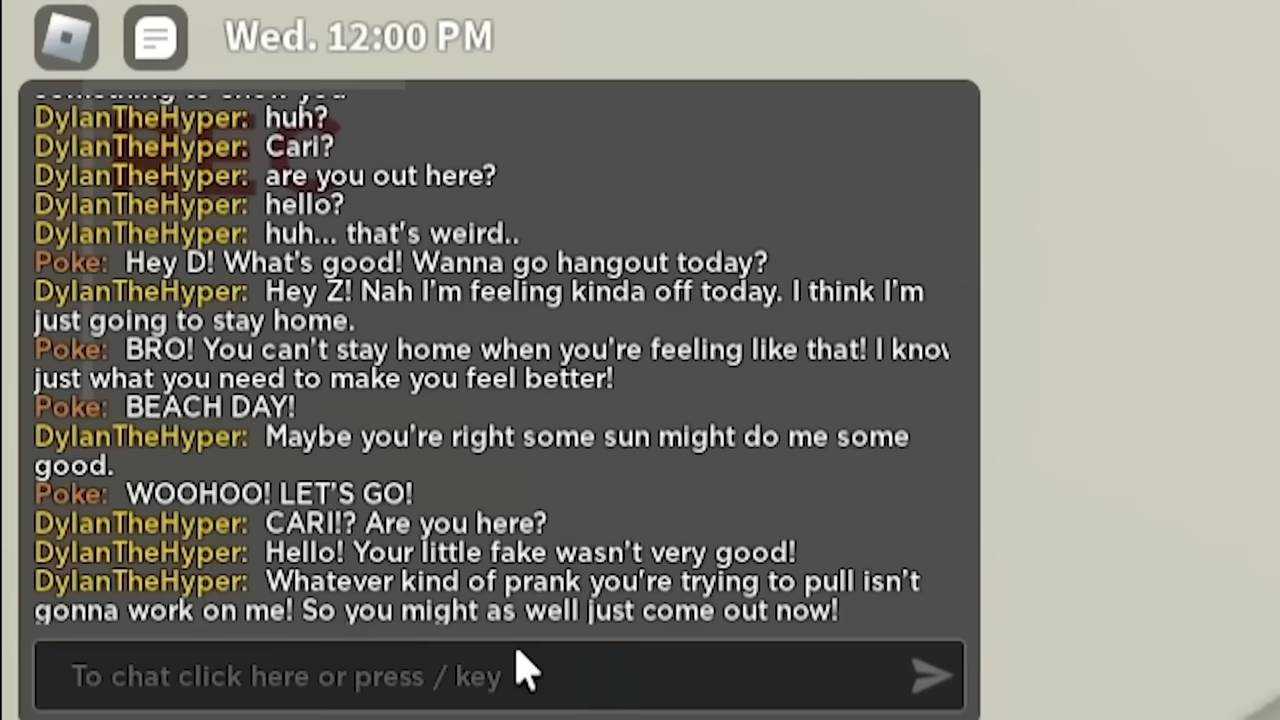 Wed. 12:00 PM
something to show you
DylanTheHyper: huh?
DylanTheHyper: Cari?
DylanTheHyper: are you out here?
DylanTheHyper: hello?
DylanTheHyper: huh... that's weird..
Poke: Hey D! What's good! Wanna go hangout today?
DylanTheHyper: Hey Z! Nah I'm feeling kinda off today. I think I'm
just going to stay home.
Poke: BRO! You can't stay home when you're feeling like that! I know
just what you need to make you feel better!
Poke: BEACH DAY!
DylanTheHyper: Maybe you're right some sun might do me some
good.
Poke: WOOHOO! LET'S GO!
DylanTheHyper: CARI!? Are you here?
DylanTheHyper: Hello! Your little fake wasn't very good!
DylanTheHyper: Whatever kind of prank you're trying to pull isn't
gonna work on me! So you might as well just come out now!
To chat click here or press / key